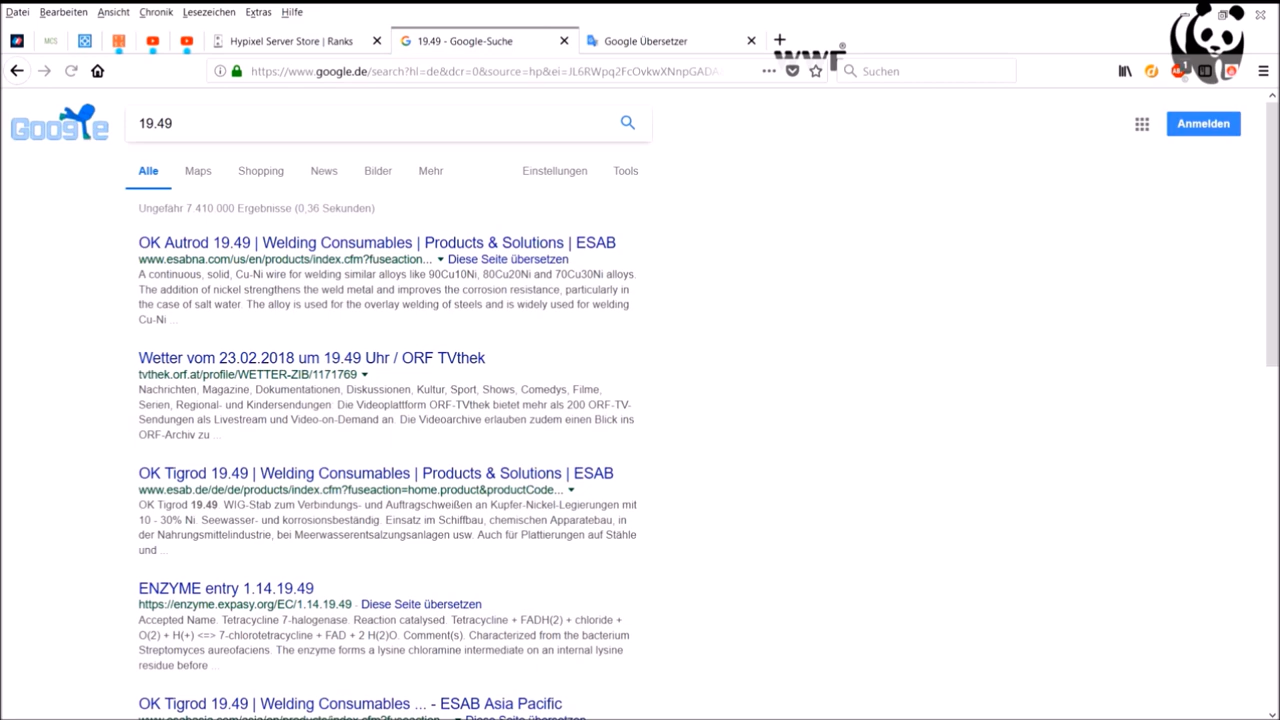 Datei Bearbeiten Ansicht Chronik Lesezeichen Extras Hilfe
MCS Hypixel Server Store | Ranks 19.49 - Google-Suche Google Übersetzer
WWF ®
https://www.google.de/search?hl=de&dcr=0&source=hp&ei=JL6RWpq2FcOvkwXNnpGADA Suchen
Google 19.49 Anmelden
Alle Maps Shopping News Bilder Mehr Einstellungen Tools
Ungefähr 7.410.000 Ergebnisse (0,36 Sekunden)
OK Autrod 19.49 | Welding Consumables | Products & Solutions | ESAB
www.esabna.com/us/en/products/index.cfm?fuseaction... Diese Seite übersetzen
A continuous, solid, Cu-Ni wire for welding similar alloys like 90Cu10Ni, 80Cu20Ni and 70Cu30Ni alloys.
The addition of nickel strengthens the weld metal and improves the corrosion resistance, particularly in
the case of salt water. The alloy is used for the overlay welding of steels and is widely used for welding
Cu-Ni ...
Wetter vom 23.02.2018 um 19.49 Uhr / ORF TVthek
tvthek.orf.at/profile/WETTER-ZIB/1171769
Nachrichten, Magazine, Dokumentationen, Diskussionen, Kultur, Sport, Shows, Comedys, Filme,
Serien, Regional- und Kindersendungen: Die Videoplattform ORF-TVthek bietet mehr als 200 ORF-TV-
Sendungen als Livestream und Video-on-Demand an. Die Videoarchive erlauben zudem einen Blick ins
ORF-Archiv zu ...
OK Tigrod 19.49 | Welding Consumables | Products & Solutions | ESAB
www.esab.de/de/de/products/index.cfm?fuseaction=home.product&productCode...
OK Tigrod 19.49 WIG-Stab zum Verbindungs- und Auftragschweißen an Kupfer-Nickel-Legierungen mit
10 - 30% Ni. Seewasser- und korrosionsbeständig. Einsatz im Schiffbau, chemischen Apparatebau, in
der Nahrungsmittelindustrie, bei Meerwasserentsalzungsanlagen usw. Auch für Plattierungen auf Stähle
und ...
ENZYME entry 1.14.19.49
https://enzyme.expasy.org/EC/1.14.19.49 - Diese Seite übersetzen
Accepted Name. Tetracycline 7-halogenase. Reaction catalysed. Tetracycline + FADH(2) + chloride +
O(2) + H(+) <=> 7-chlorotetracycline + FAD + 2 H(2)O. Comment(s). Characterized from the bacterium
Streptomyces aureofaciens. The enzyme forms a lysine chloramine intermediate on an internal lysine
residue before ...
OK Tigrod 19.49 | Welding Consumables ... - ESAB Asia Pacific
www.esabasia.com/asia/en/products/index.cfm?fuseaction... Diese Seite übersetzen